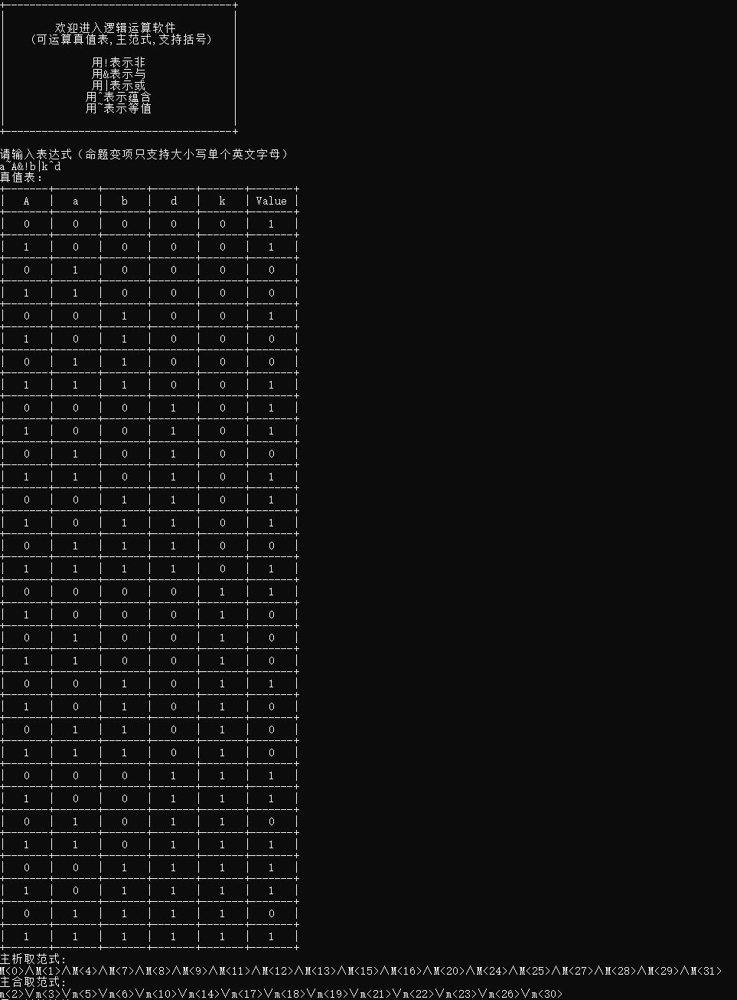 欢迎进入逻辑运算软件
(可运算真值表,主范式,支持括号)
用!表示非
用&表示与
用|表示或
用^表示蕴含
用~表示等值
请输入表达式（命题变项只支持大小写单个英文字母）
a~A&!b|k^d
真值表:
| A | a | b | d | k | Value |
| 0 | 0 | 0 | 0 | 0 | 1 |
| 1 | 0 | 0 | 0 | 0 | 1 |
| 0 | 1 | 0 | 0 | 0 | 0 |
| 1 | 1 | 0 | 0 | 0 | 0 |
| 0 | 0 | 1 | 0 | 0 | 1 |
| 1 | 0 | 1 | 0 | 0 | 0 |
| 0 | 1 | 1 | 0 | 0 | 0 |
| 1 | 1 | 1 | 0 | 0 | 1 |
| 0 | 0 | 0 | 1 | 0 | 1 |
| 1 | 0 | 0 | 1 | 0 | 1 |
| 0 | 1 | 0 | 1 | 0 | 0 |
| 1 | 1 | 0 | 1 | 0 | 1 |
| 0 | 0 | 1 | 1 | 0 | 1 |
| 1 | 0 | 1 | 1 | 0 | 1 |
| 0 | 1 | 1 | 1 | 0 | 0 |
| 1 | 1 | 1 | 1 | 0 | 1 |
| 0 | 0 | 0 | 0 | 1 | 1 |
| 1 | 0 | 0 | 0 | 1 | 0 |
| 0 | 1 | 0 | 0 | 1 | 0 |
| 1 | 1 | 0 | 0 | 1 | 0 |
| 0 | 0 | 1 | 0 | 1 | 1 |
| 1 | 0 | 1 | 0 | 1 | 0 |
| 0 | 1 | 1 | 0 | 1 | 0 |
| 1 | 1 | 1 | 0 | 1 | 0 |
| 0 | 0 | 0 | 1 | 1 | 1 |
| 1 | 0 | 0 | 1 | 1 | 1 |
| 0 | 1 | 0 | 1 | 1 | 0 |
| 1 | 1 | 0 | 1 | 1 | 1 |
| 0 | 0 | 1 | 1 | 1 | 1 |
| 1 | 0 | 1 | 1 | 1 | 1 |
| 0 | 1 | 1 | 1 | 1 | 0 |
| 1 | 1 | 1 | 1 | 1 | 1 |
主析取范式:
M<0>∧M<1>∧M<4>∧M<7>∧M<8>∧M<9>∧M<11>∧M<12>∧M<13>∧M<15>∧M<16>∧M<20>∧M<24>∧M<25>∧M<27>∧M<28>∧M<29>∧M<31>
主合取范式:
m<2>∨m<3>∨m<5>∨m<6>∨m<10>∨m<14>∨m<17>∨m<18>∨m<19>∨m<21>∨m<22>∨m<23>∨m<26>∨m<30>